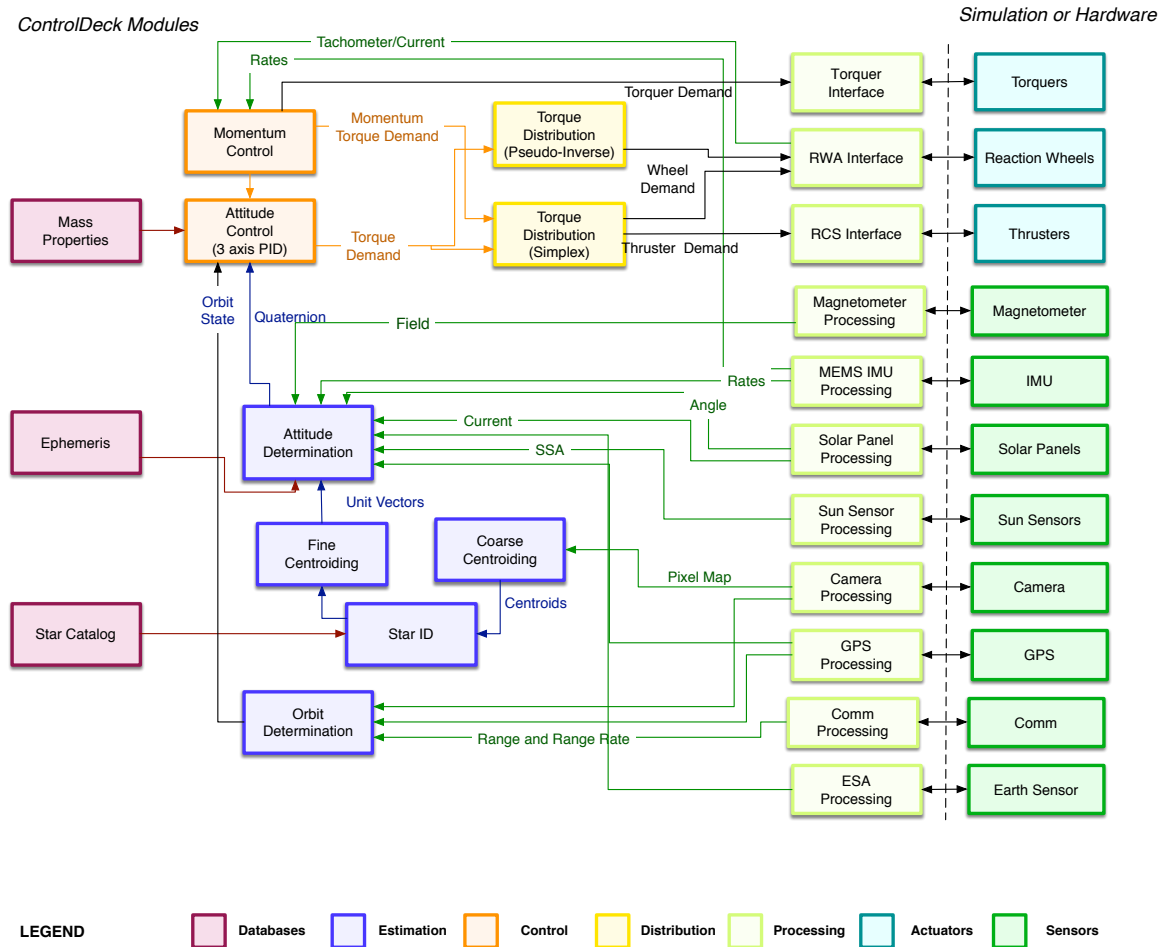 ControlDeck Modules
Simulation or Hardware
Tachometer/Current
Rates
Torquer
Interface
Torquers
Torquer Demand
Momentum
Control
Momentum
Torque Demand
Torque
Distribution
(Pseudo-Inverse)
RWA Interface
Reaction Wheels
Wheel
Demand
Mass
Properties
Attitude
Control
(3 axis PID)
Torque
Demand
Torque
Distribution
(Simplex)
Thruster Demand
RCS Interface
Thrusters
Orbit
State
Quaternion
Field
Magnetometer
Processing
Magnetometer
Rates
MEMS IMU
Processing
IMU
Angle
Ephemeris
Attitude
Determination
Current
Solar Panel
Processing
Solar Panels
SSA
Unit Vectors
Sun Sensor
Processing
Sun Sensors
Fine
Centroiding
Coarse
Centroiding
Pixel Map
Camera
Processing
Camera
Centroids
Star Catalog
Star ID
GPS
Processing
GPS
Orbit
Determination
Range and Range Rate
Comm
Processing
Comm
ESA
Processing
Earth Sensor
LEGEND
Databases
Estimation
Control
Distribution
Processing
Actuators
Sensors